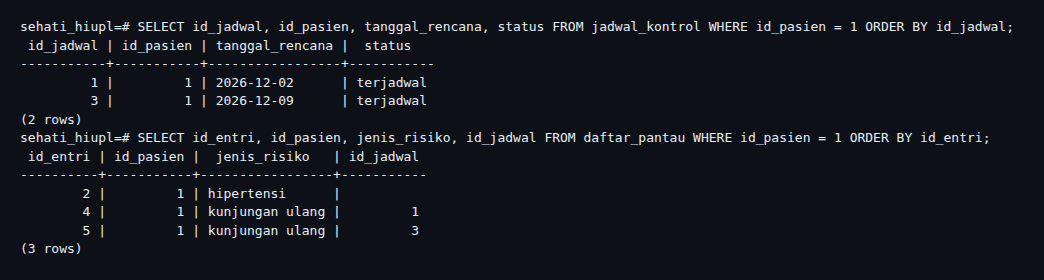 sehati_hiupl=# SELECT id_jadwal, id_pasien, tanggal_rencana, status FROM jadwal_kontrol WHERE id_pasien = 1 ORDER BY id_jadwal;
 id_jadwal | id_pasien | tanggal_rencana |  status
-----------+-----------+-----------------+-----------
         1 |         1 | 2026-12-02      | terjadwal
         3 |         1 | 2026-12-09      | terjadwal
(2 rows)
sehati_hiupl=# SELECT id_entri, id_pasien, jenis_risiko, id_jadwal FROM daftar_pantau WHERE id_pasien = 1 ORDER BY id_entri;
 id_entri | id_pasien |  jenis_risiko   | id_jadwal
----------+-----------+-----------------+-----------
        2 |         1 | hipertensi      |
        4 |         1 | kunjungan ulang |         1
        5 |         1 | kunjungan ulang |         3
(3 rows)